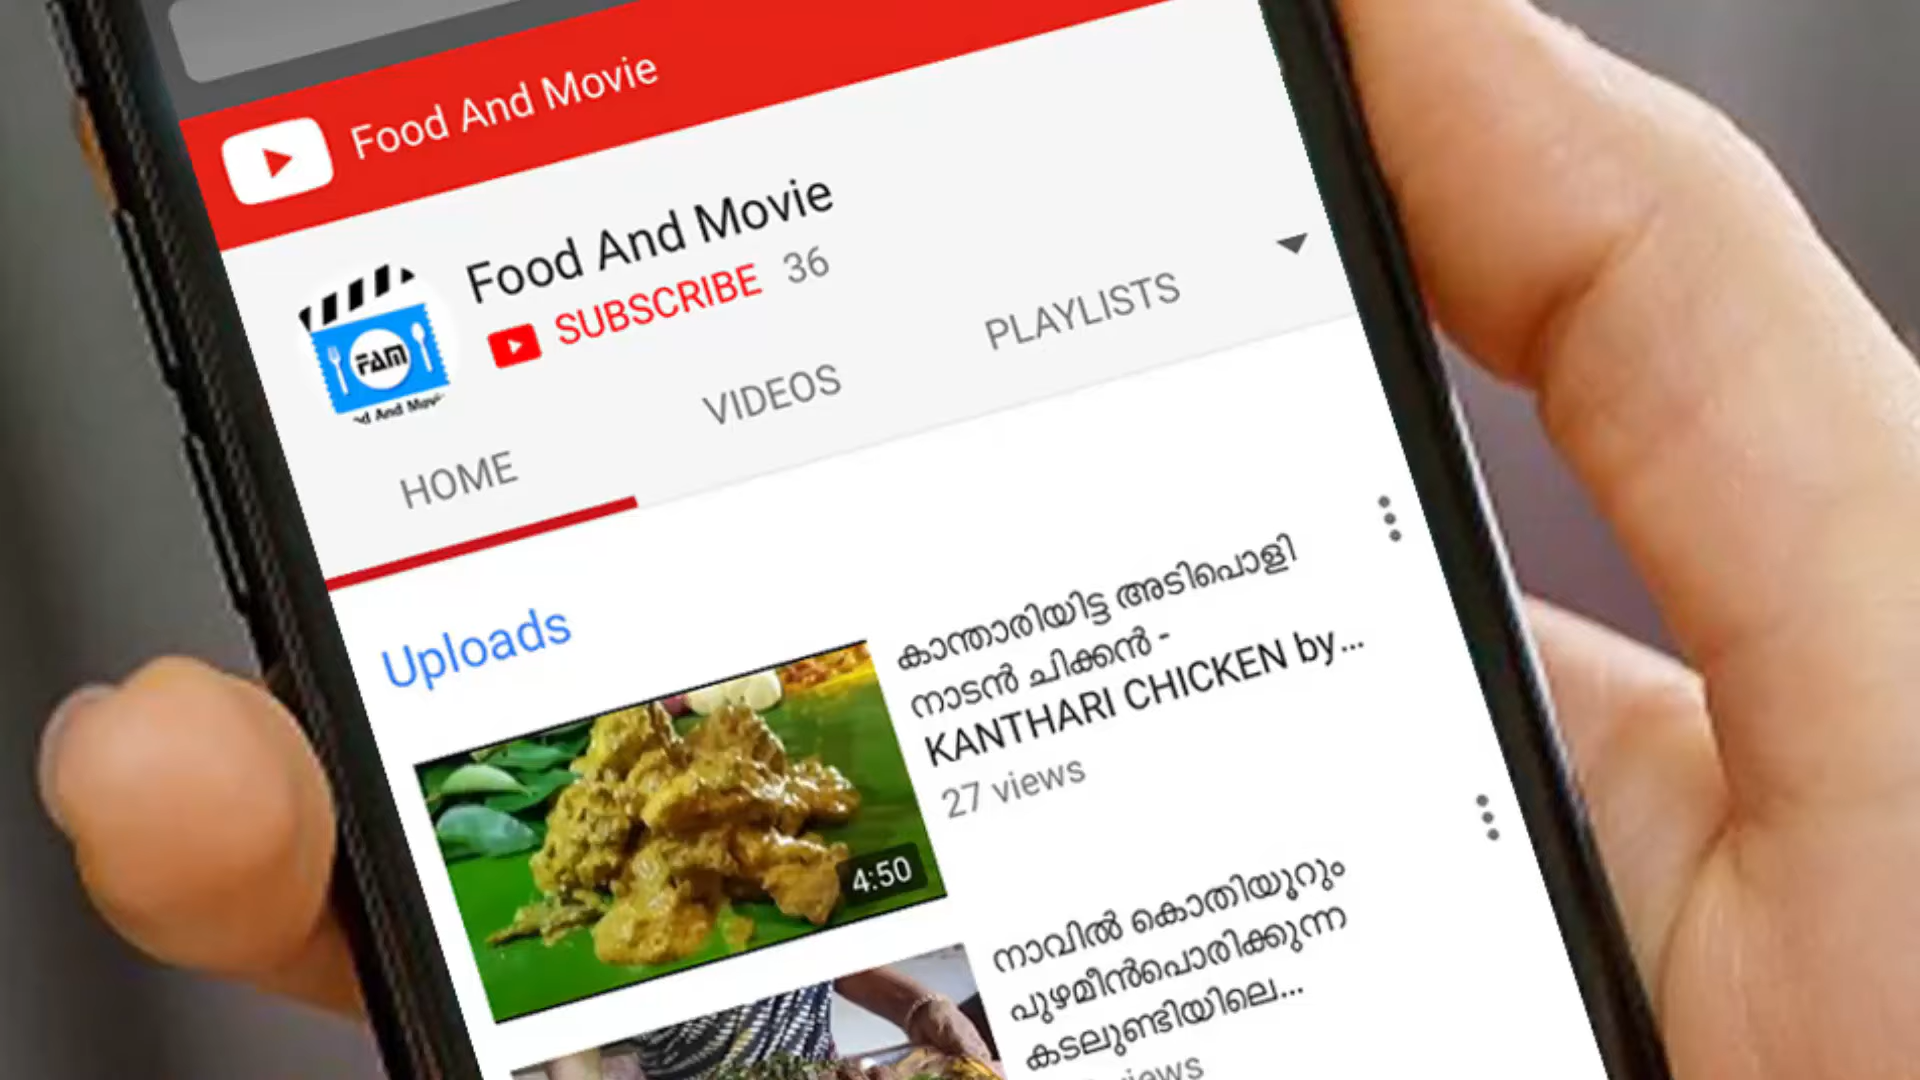 Food And Movie
Food And Movie
SUBSCRIBE 36
FAM
HOME
VIDEOS
PLAYLISTS
Uploads
കാന്താരിയിട്ട അടിപൊളി
നാടൻ ചിക്കൻ -
KANTHARI CHICKEN by...
27 views
4:50
നാവിൽ കൊതിയൂറും
പുഴമീൻപൊരിക്കുന്ന
കടലുണ്ടിയിലെ...
views